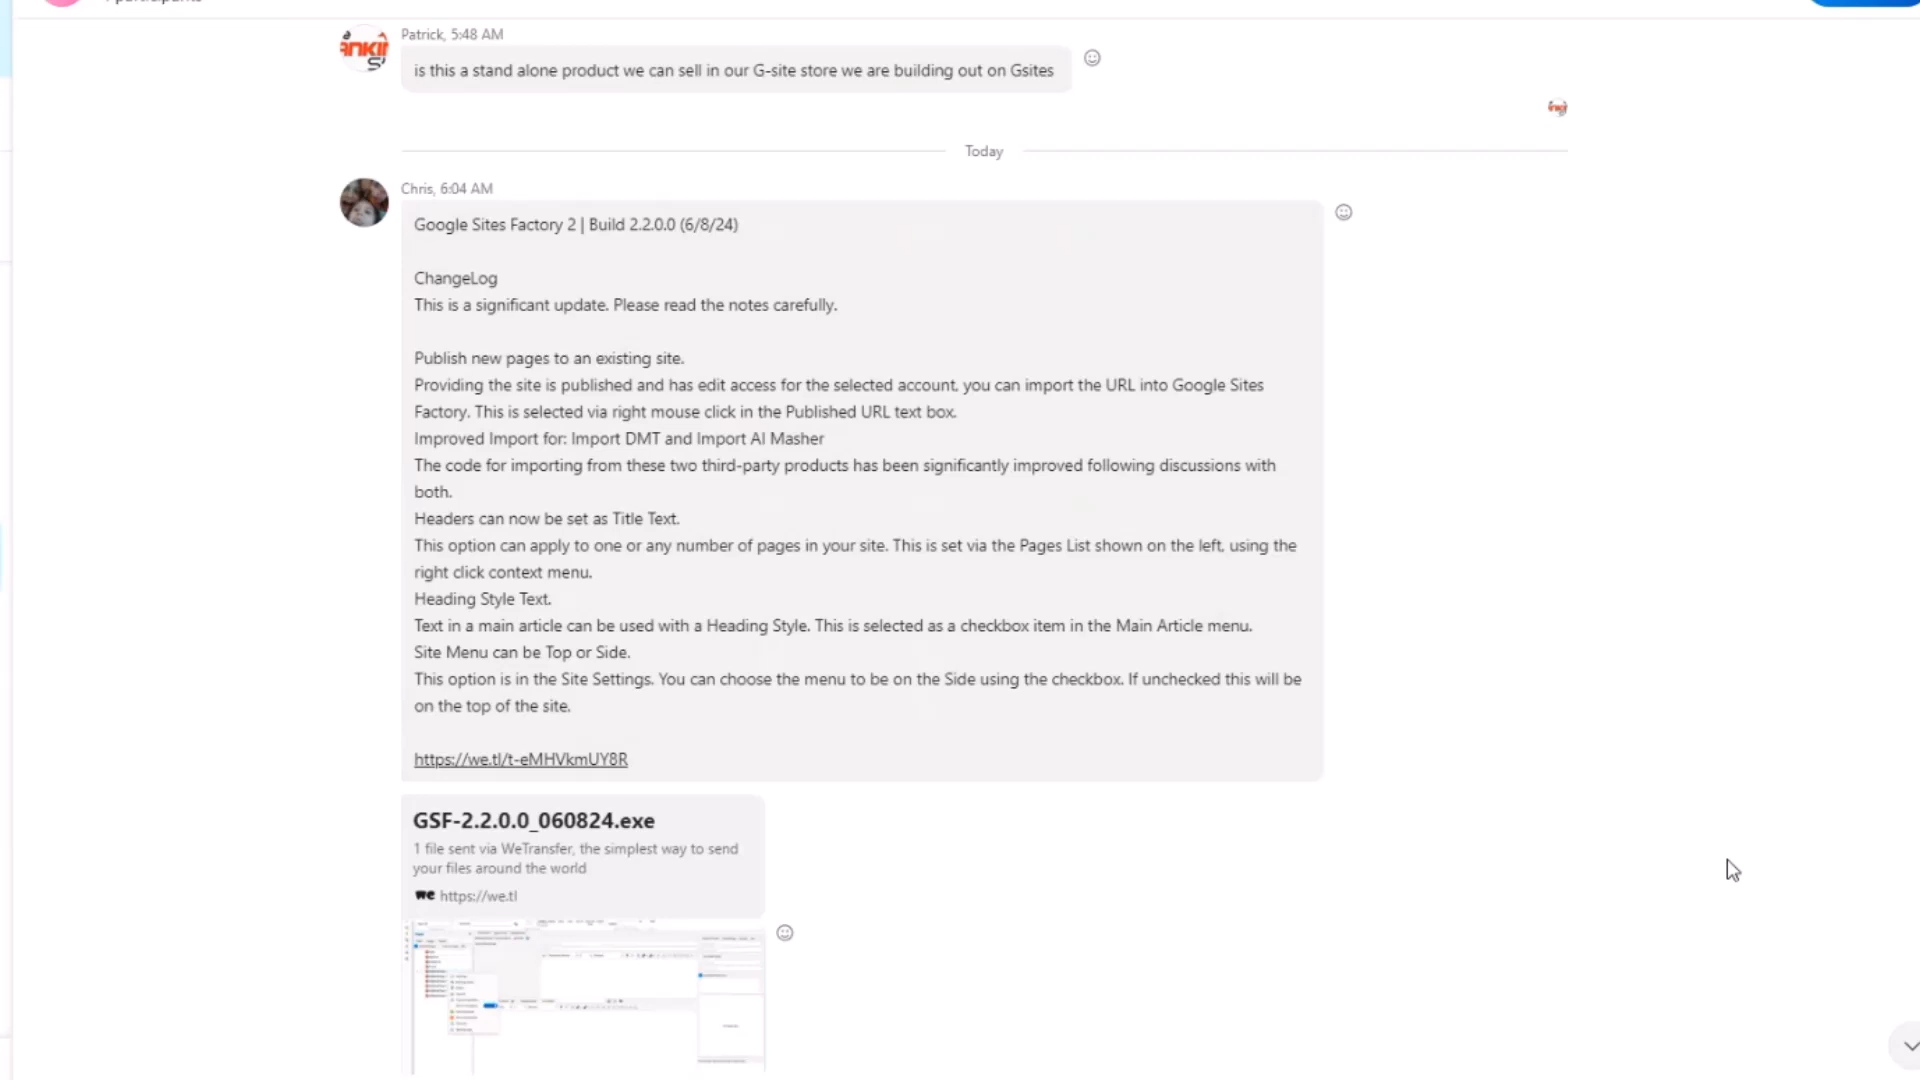 Patrick, 5:48 AM
is this a stand alone product we can sell in our G-site store we are building out on Gsites
Today
Chris, 6:04 AM
Google Sites Factory 2 | Build 2.2.0.0 (6/8/24)
ChangeLog
This is a significant update. Please read the notes carefully.
Publish new pages to an existing site.
Providing the site is published and has edit access for the selected account, you can import the URL into Google Sites
Factory. This is selected via right mouse click in the Published URL text box.
Improved Import for: Import DMT and Import AI Masher
The code for importing from these two third-party products has been significantly improved following discussions with
both.
Headers can now be set as Title Text.
This option can apply to one or any number of pages in your site. This is set via the Pages List shown on the left, using the
right click context menu.
Heading Style Text.
Text in a main article can be used with a Heading Style. This is selected as a checkbox item in the Main Article menu.
Site Menu can be Top or Side.
This option is in the Site Settings. You can choose the menu to be on the Side using the checkbox. If unchecked this will be
on the top of the site.
https://we.tl/t-eMHVkmUY8R
GSF-2.2.0.0_060824.exe
1 file sent via WeTransfer, the simplest way to send
your files around the world
we https://we.tl